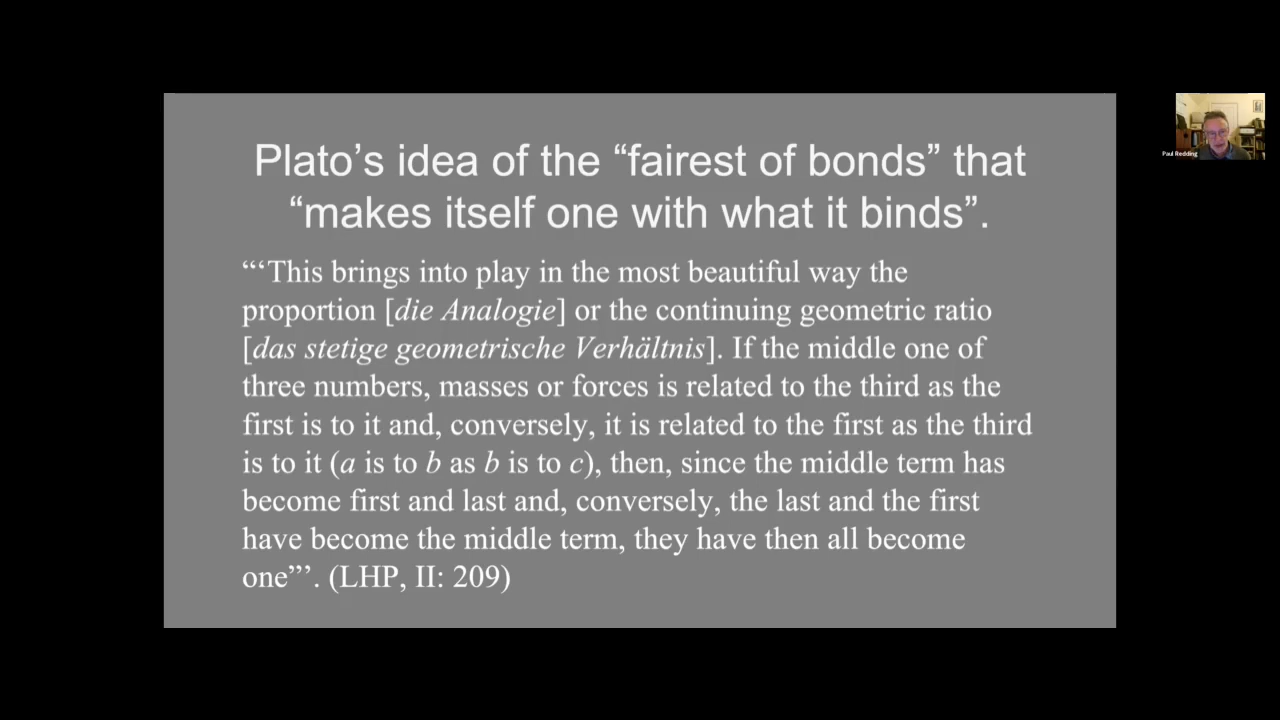 Plato’s idea of the “fairest of bonds” that
“makes itself one with what it binds”.
“‘This brings into play in the most beautiful way the
proportion [die Analogie] or the continuing geometric ratio
[das stetige geometrische Verhältnis]. If the middle one of
three numbers, masses or forces is related to the third as the
first is to it and, conversely, it is related to the first as the third
is to it (a is to b as b is to c), then, since the middle term has
become first and last and, conversely, the last and the first
have become the middle term, they have then all become
one”’. (LHP, II: 209)
Paul Redding